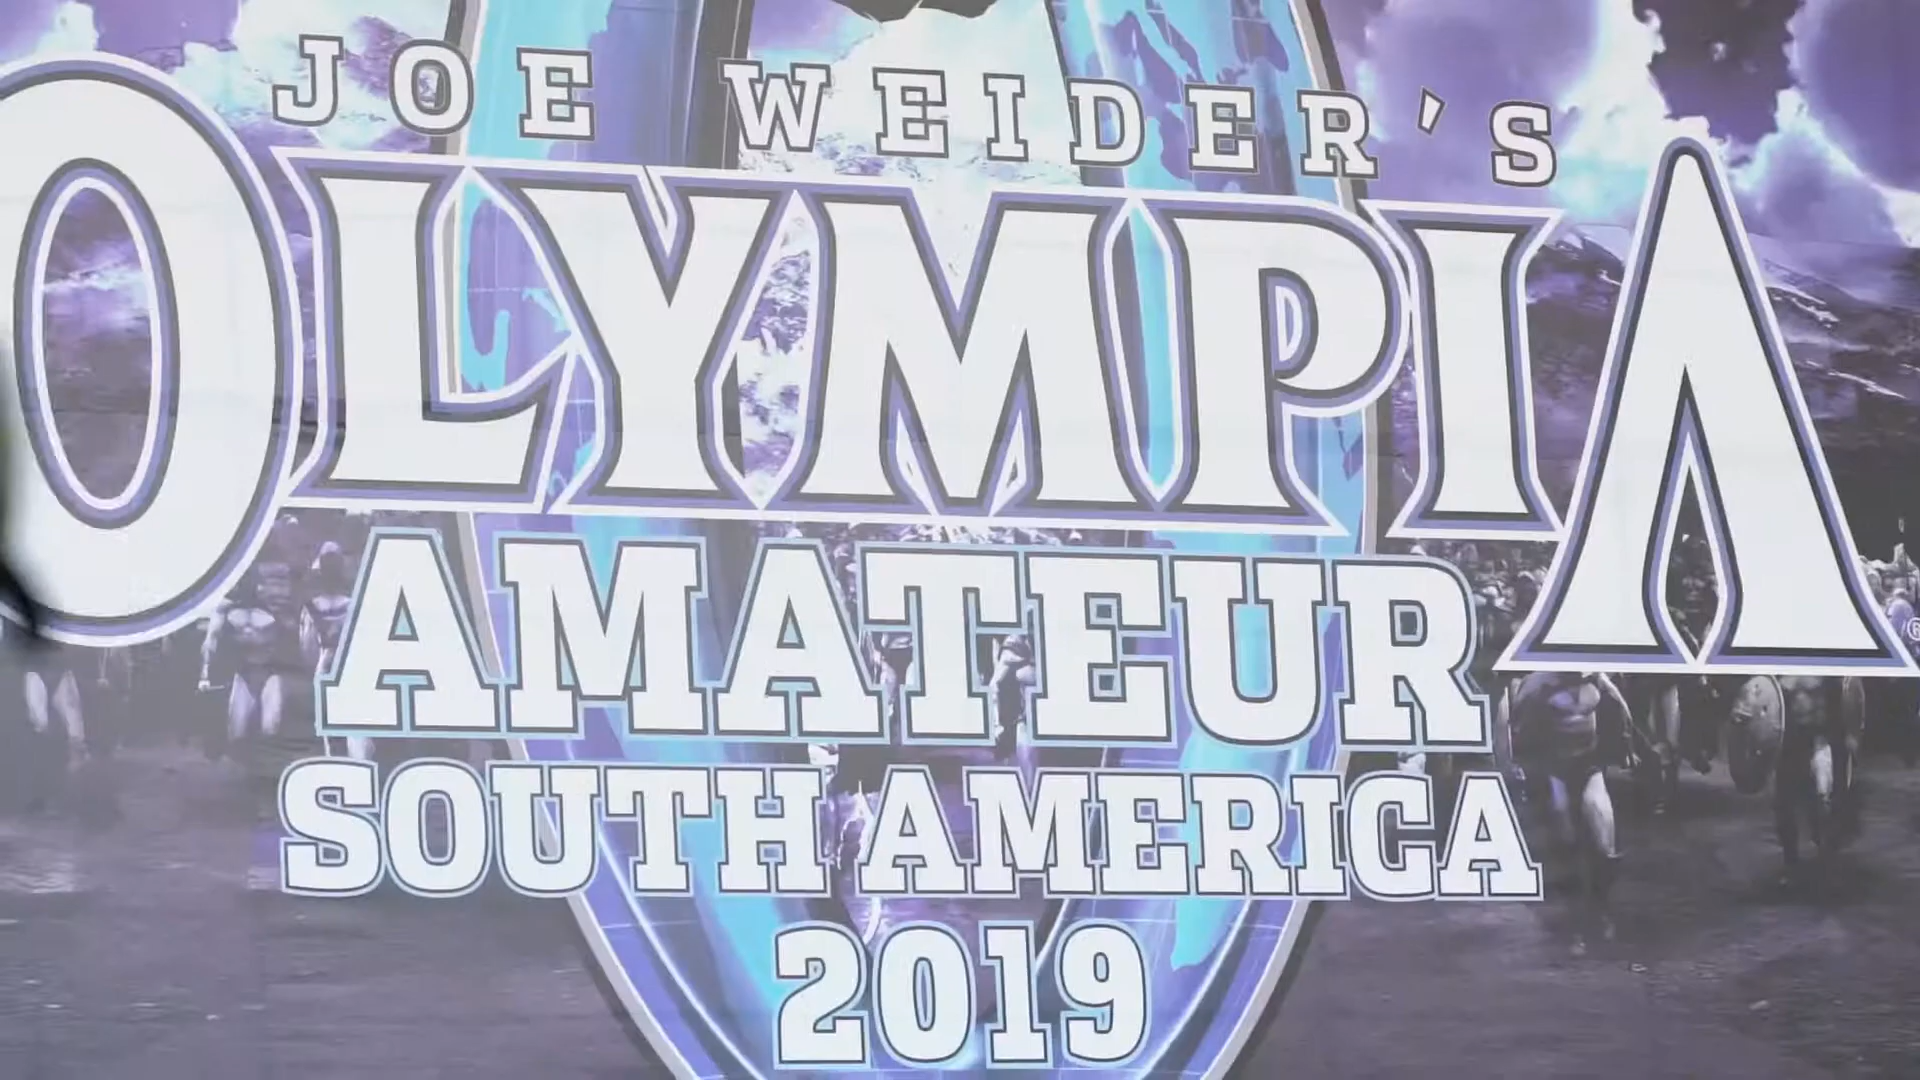 JOE WEIDER'S
OLYMPIA®
AMATEUR
SOUTH AMERICA
2019